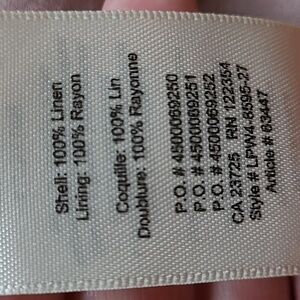 Shell: 100% Linen
Lining: 100% Rayon
Coquille: 100% Lin
Doublure: 100% Rayonne
P.O. # 4500069250
P.O. # 4500069251
P.O. # 4500069252
CA 23725 RN 122354
Style # LPW4-8595-27
Article # 63447